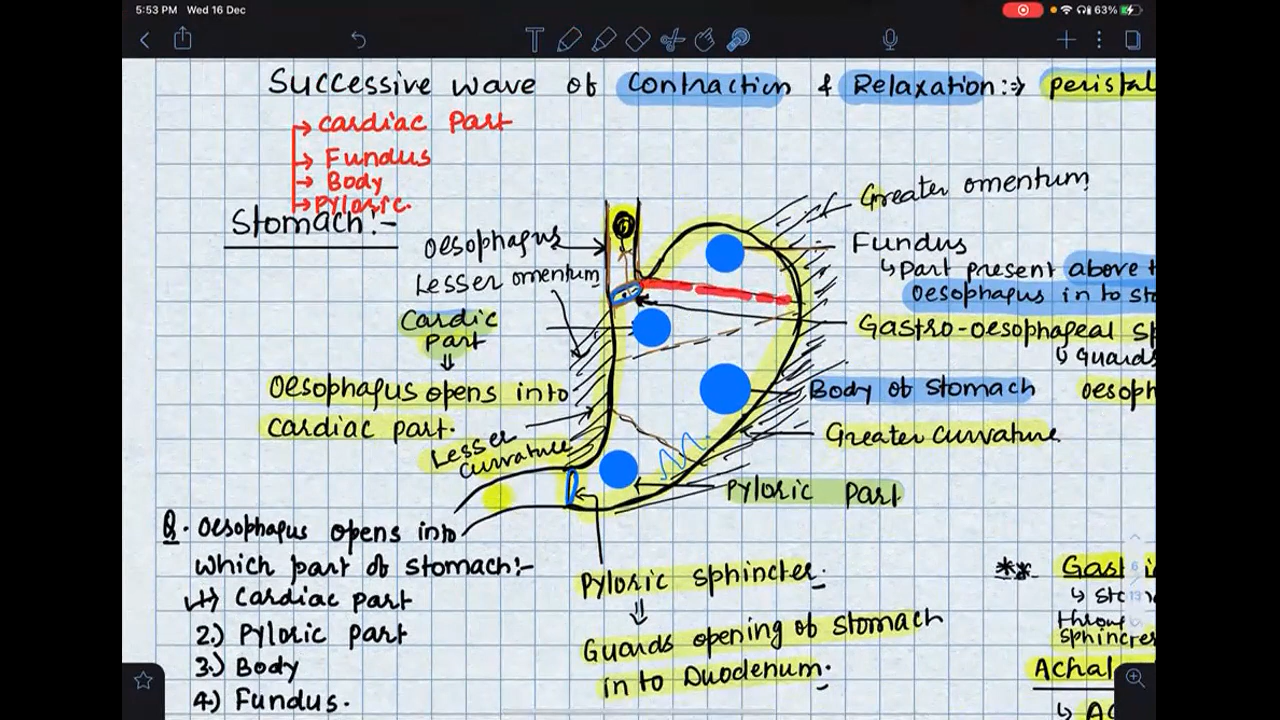 5:53 PM Wed 16 Dec
63%
Successive wave of Contraction & Relaxation:⇒ peristal
→ Cardiac Part
→ Fundus
→ Body
→ Pyloric.
Stomach:-
Greater omentum
Oesophagus
Lesser omentum
Fundus
↳ Part present above t
oesophagus in to sto
Cardic
part
⇓
Oesophagus opens into
cardiac part.
Gastro-oesophageal Sp
↳ Guards
oesoph
Body of Stomach
Greater curvature
Lesser
curvature
Pyloric part
Q. Oesophagus opens into
which part of stomach:-
1) Cardiac part
2.) Pyloric part
3.) Body
4.) Fundus.
Pyloric sphincter.
⇓
Guards opening of stomach
in to Duodenum.
** Gast
↳ sto
throu
sphincter
Achal
↳